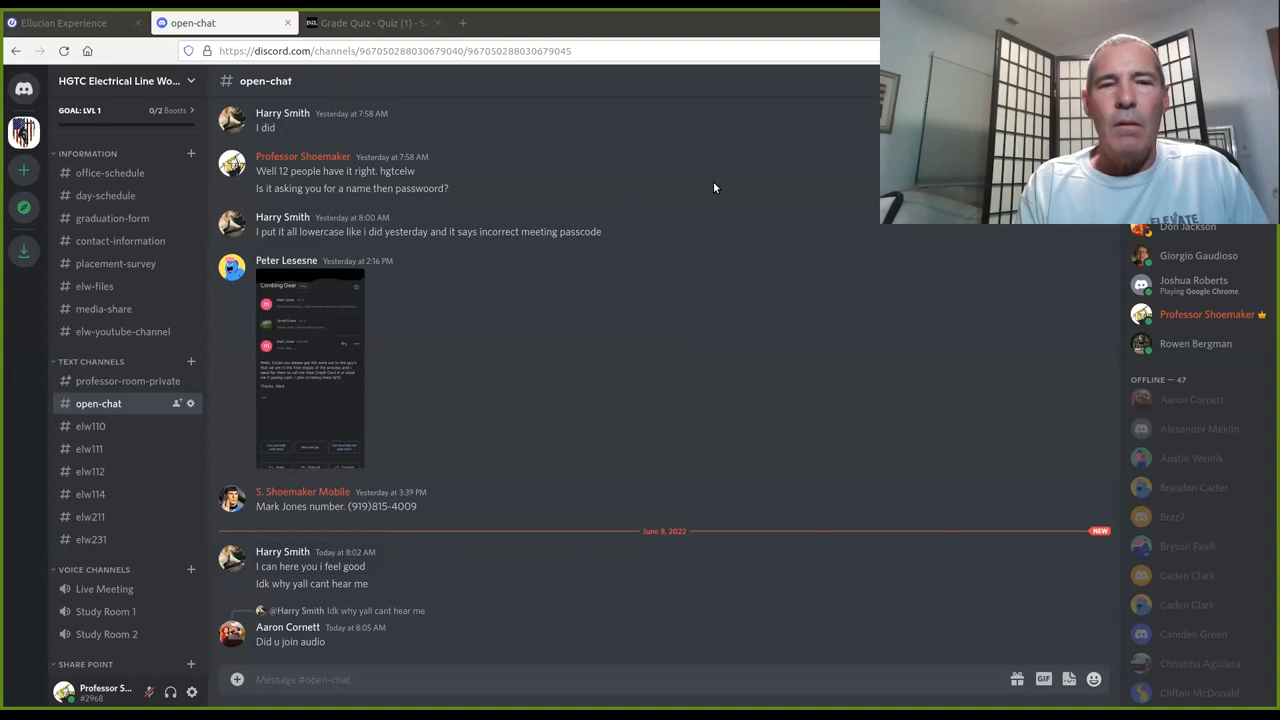 Ellucian Experience
open-chat
Grade Quiz - Quiz (1) - Su
https://discord.com/channels/967050288030679040/967050288030679045
HGTC Electrical Line Wo...
open-chat
GOAL: LVL 1
0/2 Boosts
INFORMATION
office-schedule
day-schedule
graduation-form
contact-information
placement-survey
elw-files
media-share
elw-youtube-channel
TEXT CHANNELS
professor-room-private
open-chat
elw110
elw111
elw112
elw114
elw211
elw231
VOICE CHANNELS
Live Meeting
Study Room 1
Study Room 2
SHARE POINT
Professor S...
#2968
Harry Smith Yesterday at 7:58 AM
I did
Professor Shoemaker Yesterday at 7:58 AM
Well 12 people have it right. hgtcelw
Is it asking you for a name then passwoord?
Harry Smith Yesterday at 8:00 AM
I put it all lowercase like i did yesterday and it says incorrect meeting passcode
Peter Lesesne Yesterday at 2:16 PM
Climbing Gear
S. Shoemaker Mobile Yesterday at 3:39 PM
Mark Jones number. (919)815-4009
June 8, 2022
NEW
Harry Smith Today at 8:02 AM
I can here you i feel good
Idk why yall cant hear me
@Harry Smith Idk why yall cant hear me
Aaron Cornett Today at 8:05 AM
Did u join audio
Message #open-chat
GIF
ELEVATE
Don Jackson
Giorgio Gaudioso
Joshua Roberts
Playing Google Chrome
Professor Shoemaker
Rowen Bergman
OFFLINE — 47
Aaron Cornett
Alexander Meklin
Austin Weinik
Brandon Carter
Braz7
Bryson Faulk
Caden Clark
Caden Clark
Camden Green
Christina Aguilera
Clifton McDonald